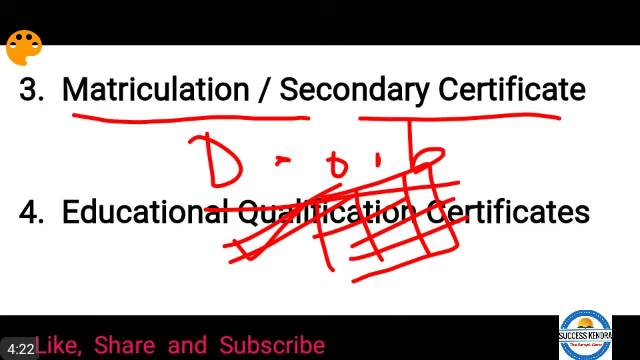 3. Matriculation / Secondary Certificate
D . o . b
4. Educational Qualification Certificates
4:22
Like, Share and Subscribe
SUCCESS KENDRA